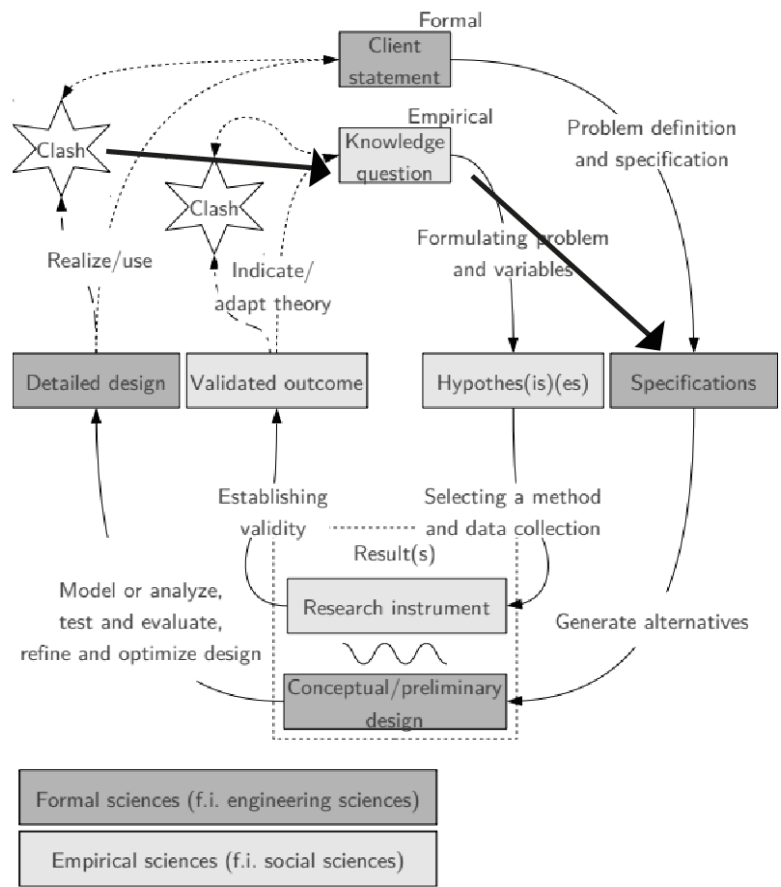 Formal
Client
statement
Empirical
Knowledge
question
Clash
Clash
Problem definition
and specification
Realize/use
Indicate/
adapt theory
Formulating problem
and variables
Detailed design
Validated outcome
Hypothes(is)(es)
Specifications
Establishing
validity
Selecting a method
and data collection
Result(s)
Model or analyze,
test and evaluate,
refine and optimize design
Research instrument
Generate alternatives
Conceptual/preliminary
design
Formal sciences (f.i. engineering sciences)
Empirical sciences (f.i. social sciences)